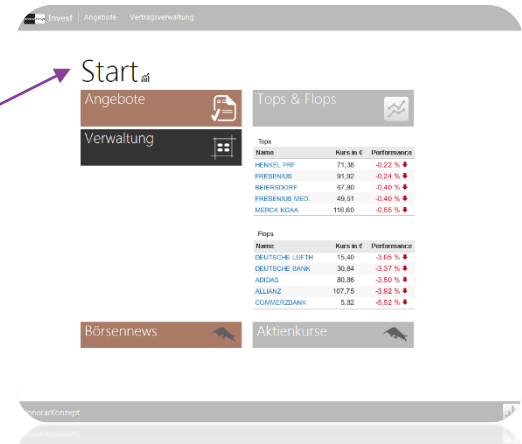 Invest | Angebote Vertragsverwaltung
Start
Angebote
Verwaltung
Tops & Flops
Tops
Name Kurs in € Performance
HENKEL PRF 71,38 -0,22 %
FRESENIUS 91,92 -0,24 %
BEIERSDORF 67,80 -0,40 %
FRESENIUS MED. 49,51 -0,40 %
MERCK KGAA 116,60 -0,55 %
Flops
Name Kurs in € Performance
DEUTSCHE LUFTH 15,40 -3,05 %
DEUTSCHE BANK 30,84 -3,37 %
ADIDAS 80,86 -3,50 %
ALLIANZ 107,75 -3,92 %
COMMERZBANK 5,82 -5,52 %
Börsennews
Aktienkurse
onorarKonzept